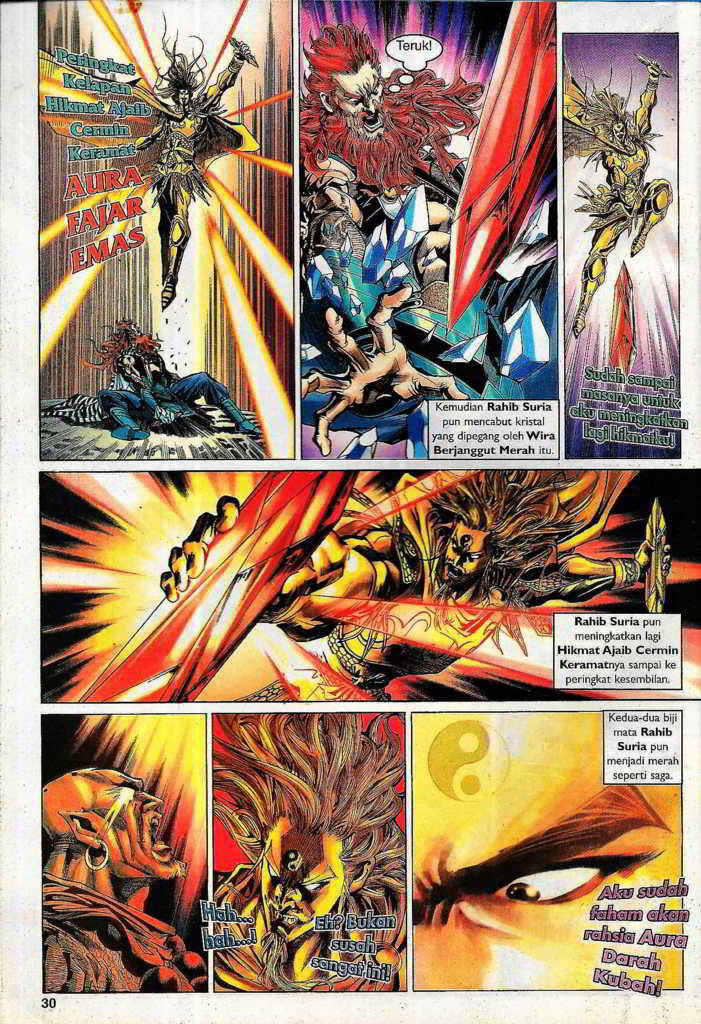 Peringkat
Kelapan
Hikmat Ajaib
Cermin
Keramat
AURA
FAJAR
EMAS
Teruk!
Kemudian Rahib Suria
pun mencabut kristal
yang dipegang oleh Wira
Berjanggut Merah itu.
Sudah sampai
masanya untuk
aku meningkatkan
lagi hikmatku!
Rahib Suria pun
meningkatkan lagi
Hikmat Ajaib Cermin
Keramatnya sampai ke
peringkat kesembilan.
Hah...
hah...!
Eh? Bukan
susah
sangat ini!
Kedua-dua biji
mata Rahib
Suria pun
menjadi merah
seperti saga.
Aku sudah
faham akan
rahsia Aura
Darah
Kubah!
30